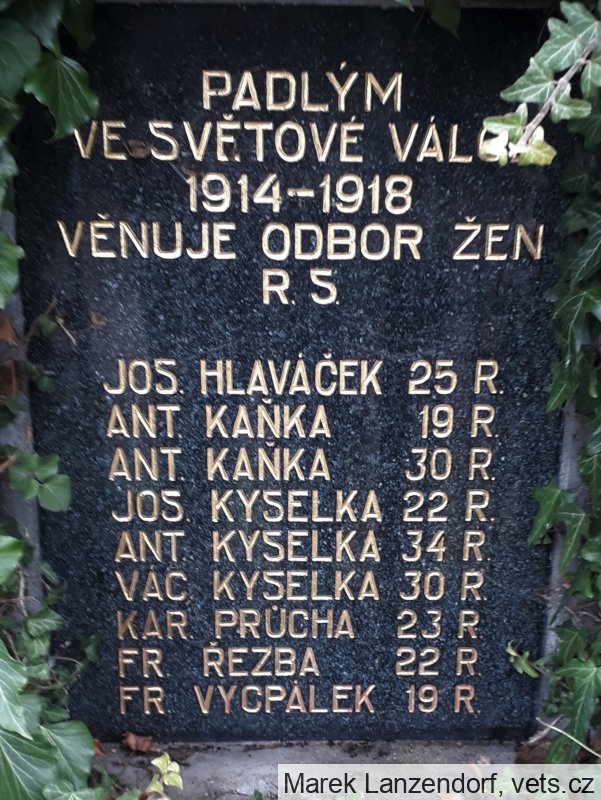 PADLÝM
VE SVĚTOVÉ
1914–1918
VĚNUJE ODBOR ŽEN
R. S.
JOS. HLAVÁČEK 25 R.
ANT. KAŇKA 19 R.
ANT. KAŇKA 30 R.
JOS. KYSELKA 22 R.
ANT. KYSELKA 34 R.
VÁC. KYSELKA 30 R.
KAR. PRŮCHA 23 R.
FR. ŘEZBA 22 R.
FR. VYCPÁLEK 19 R.
Marek Lanzendorf, vets.cz